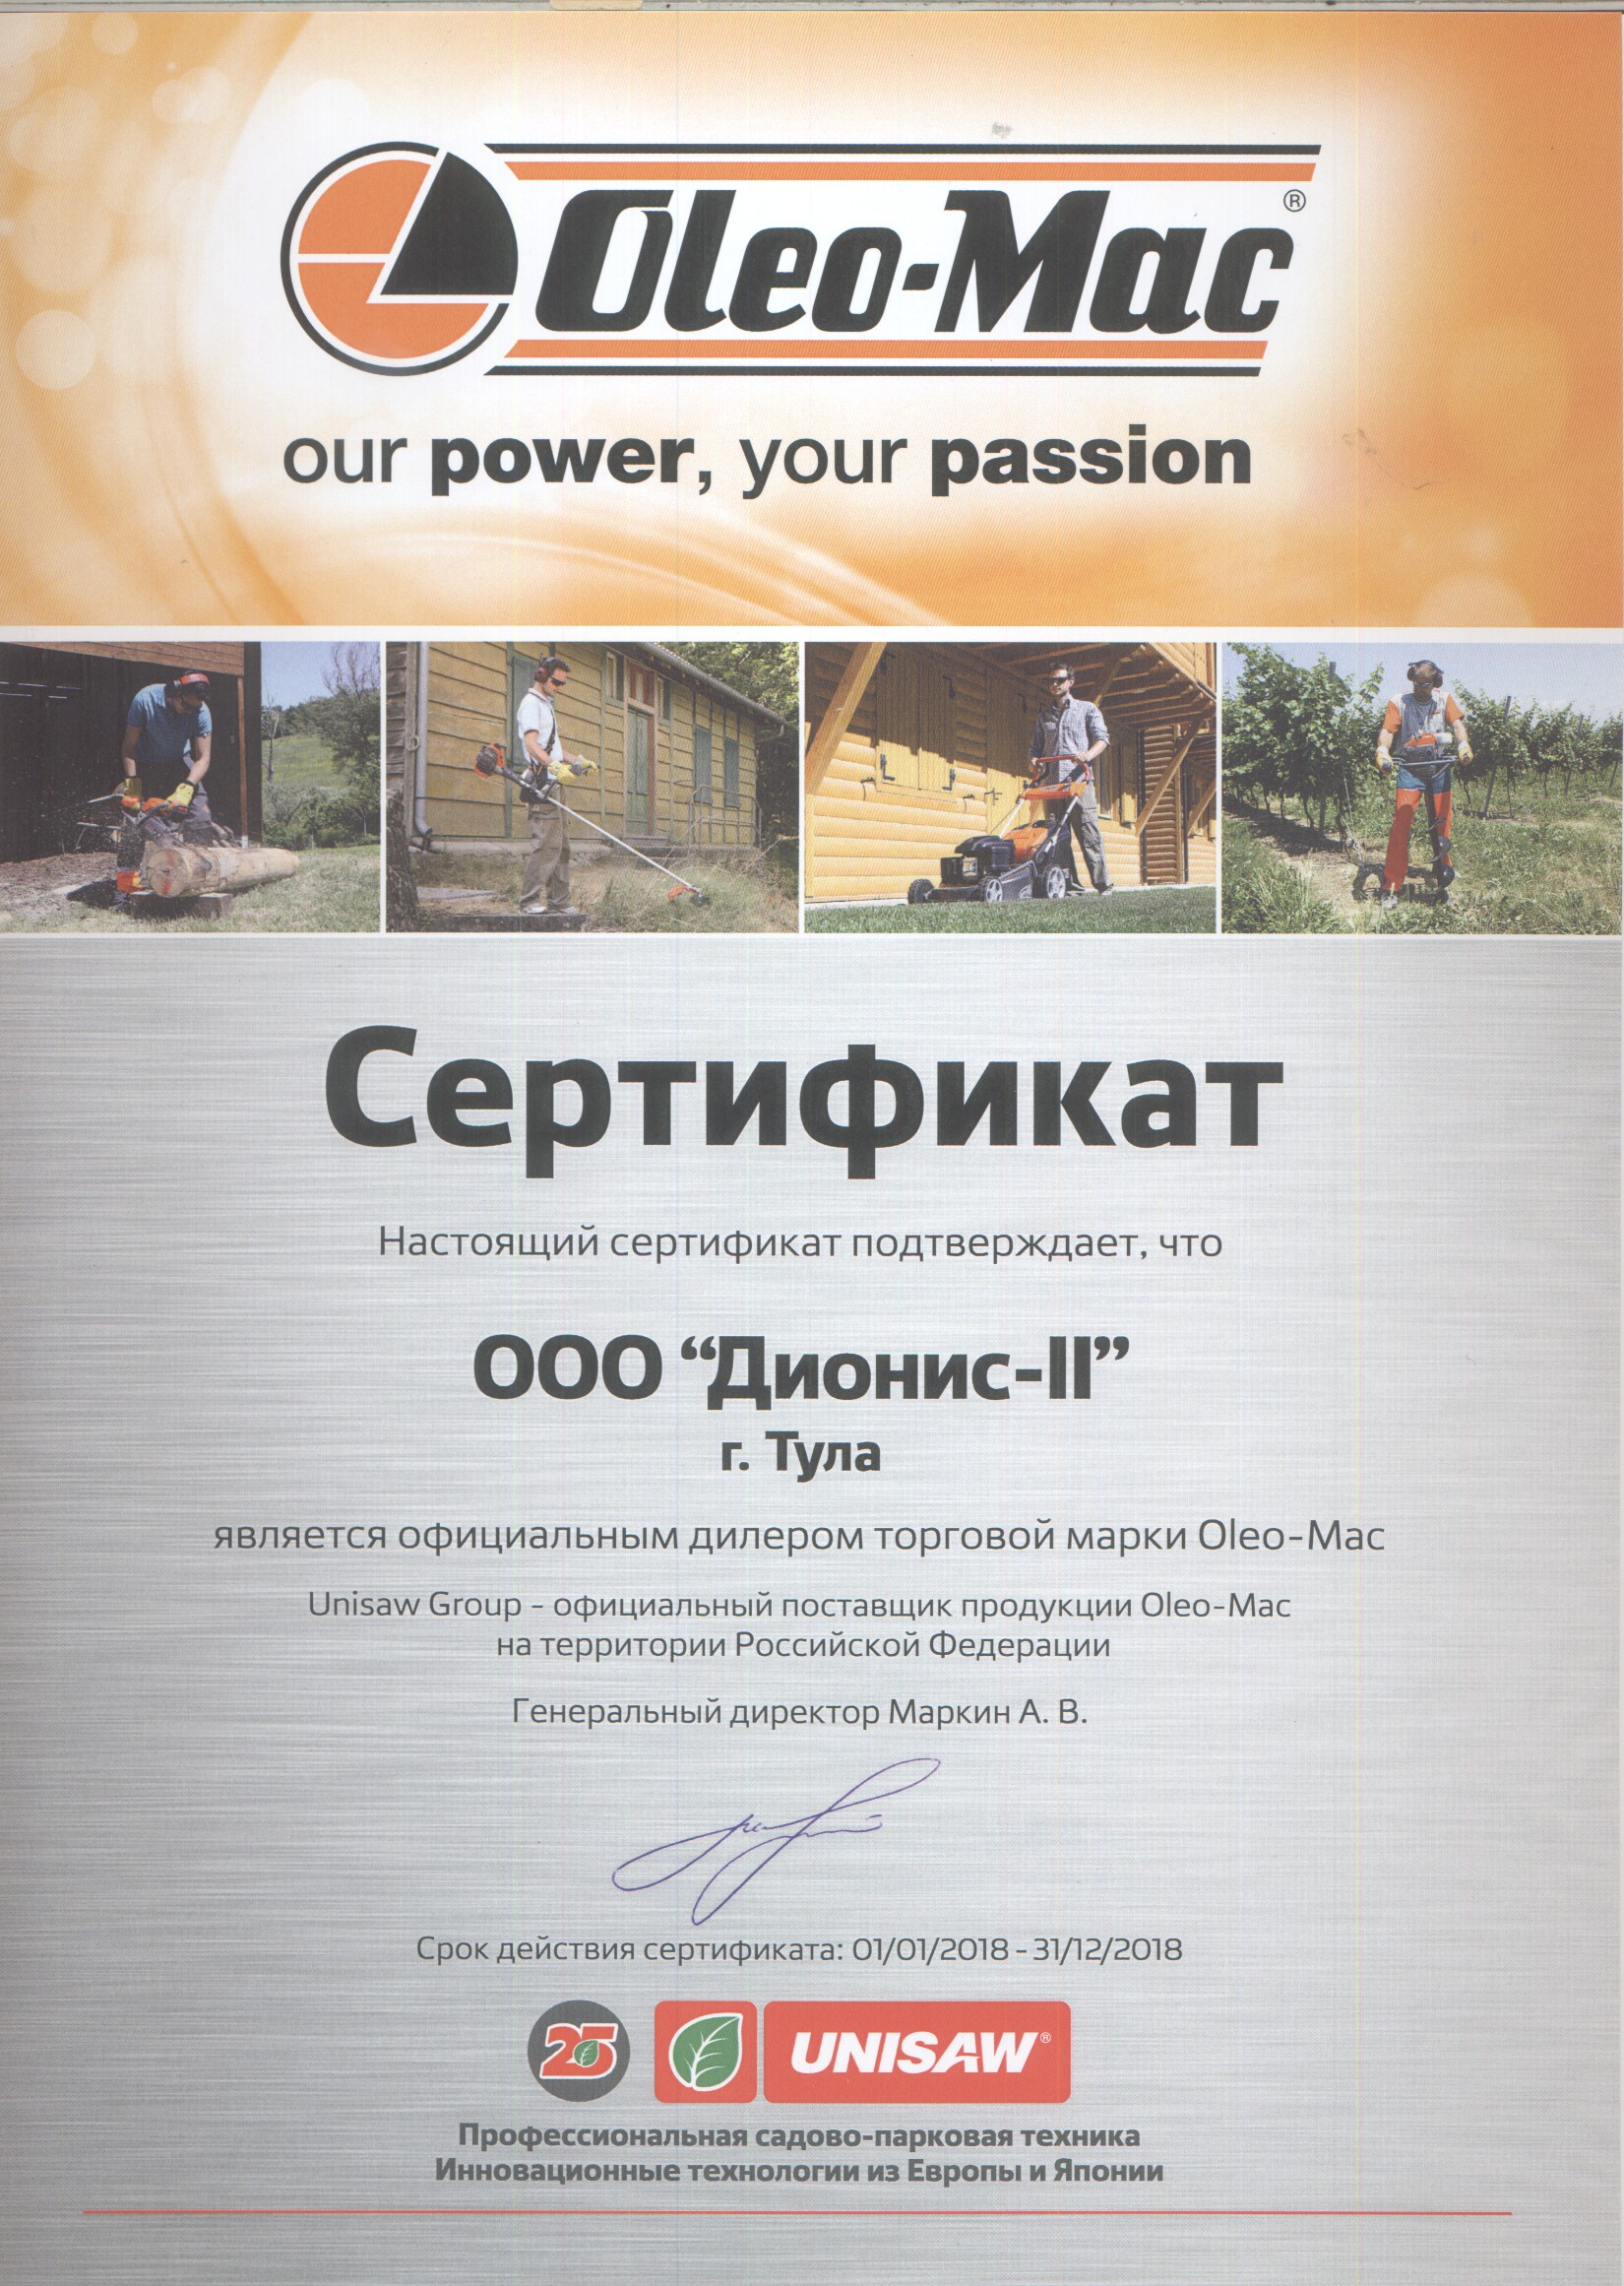 Oleo-Mac®
our power, your passion
Сертификат
Настоящий сертификат подтверждает, что
ООО “Дионис-II”
г. Тула
является официальным дилером торговой марки Oleo-Mac
Unisaw Group - официальный поставщик продукции Oleo-Mac
на территории Российской Федерации
Генеральный директор Маркин А. В.
Срок действия сертификата: 01/01/2018 - 31/12/2018
25 UNISAW®
Профессиональная садово-парковая техника
Инновационные технологии из Европы и Японии